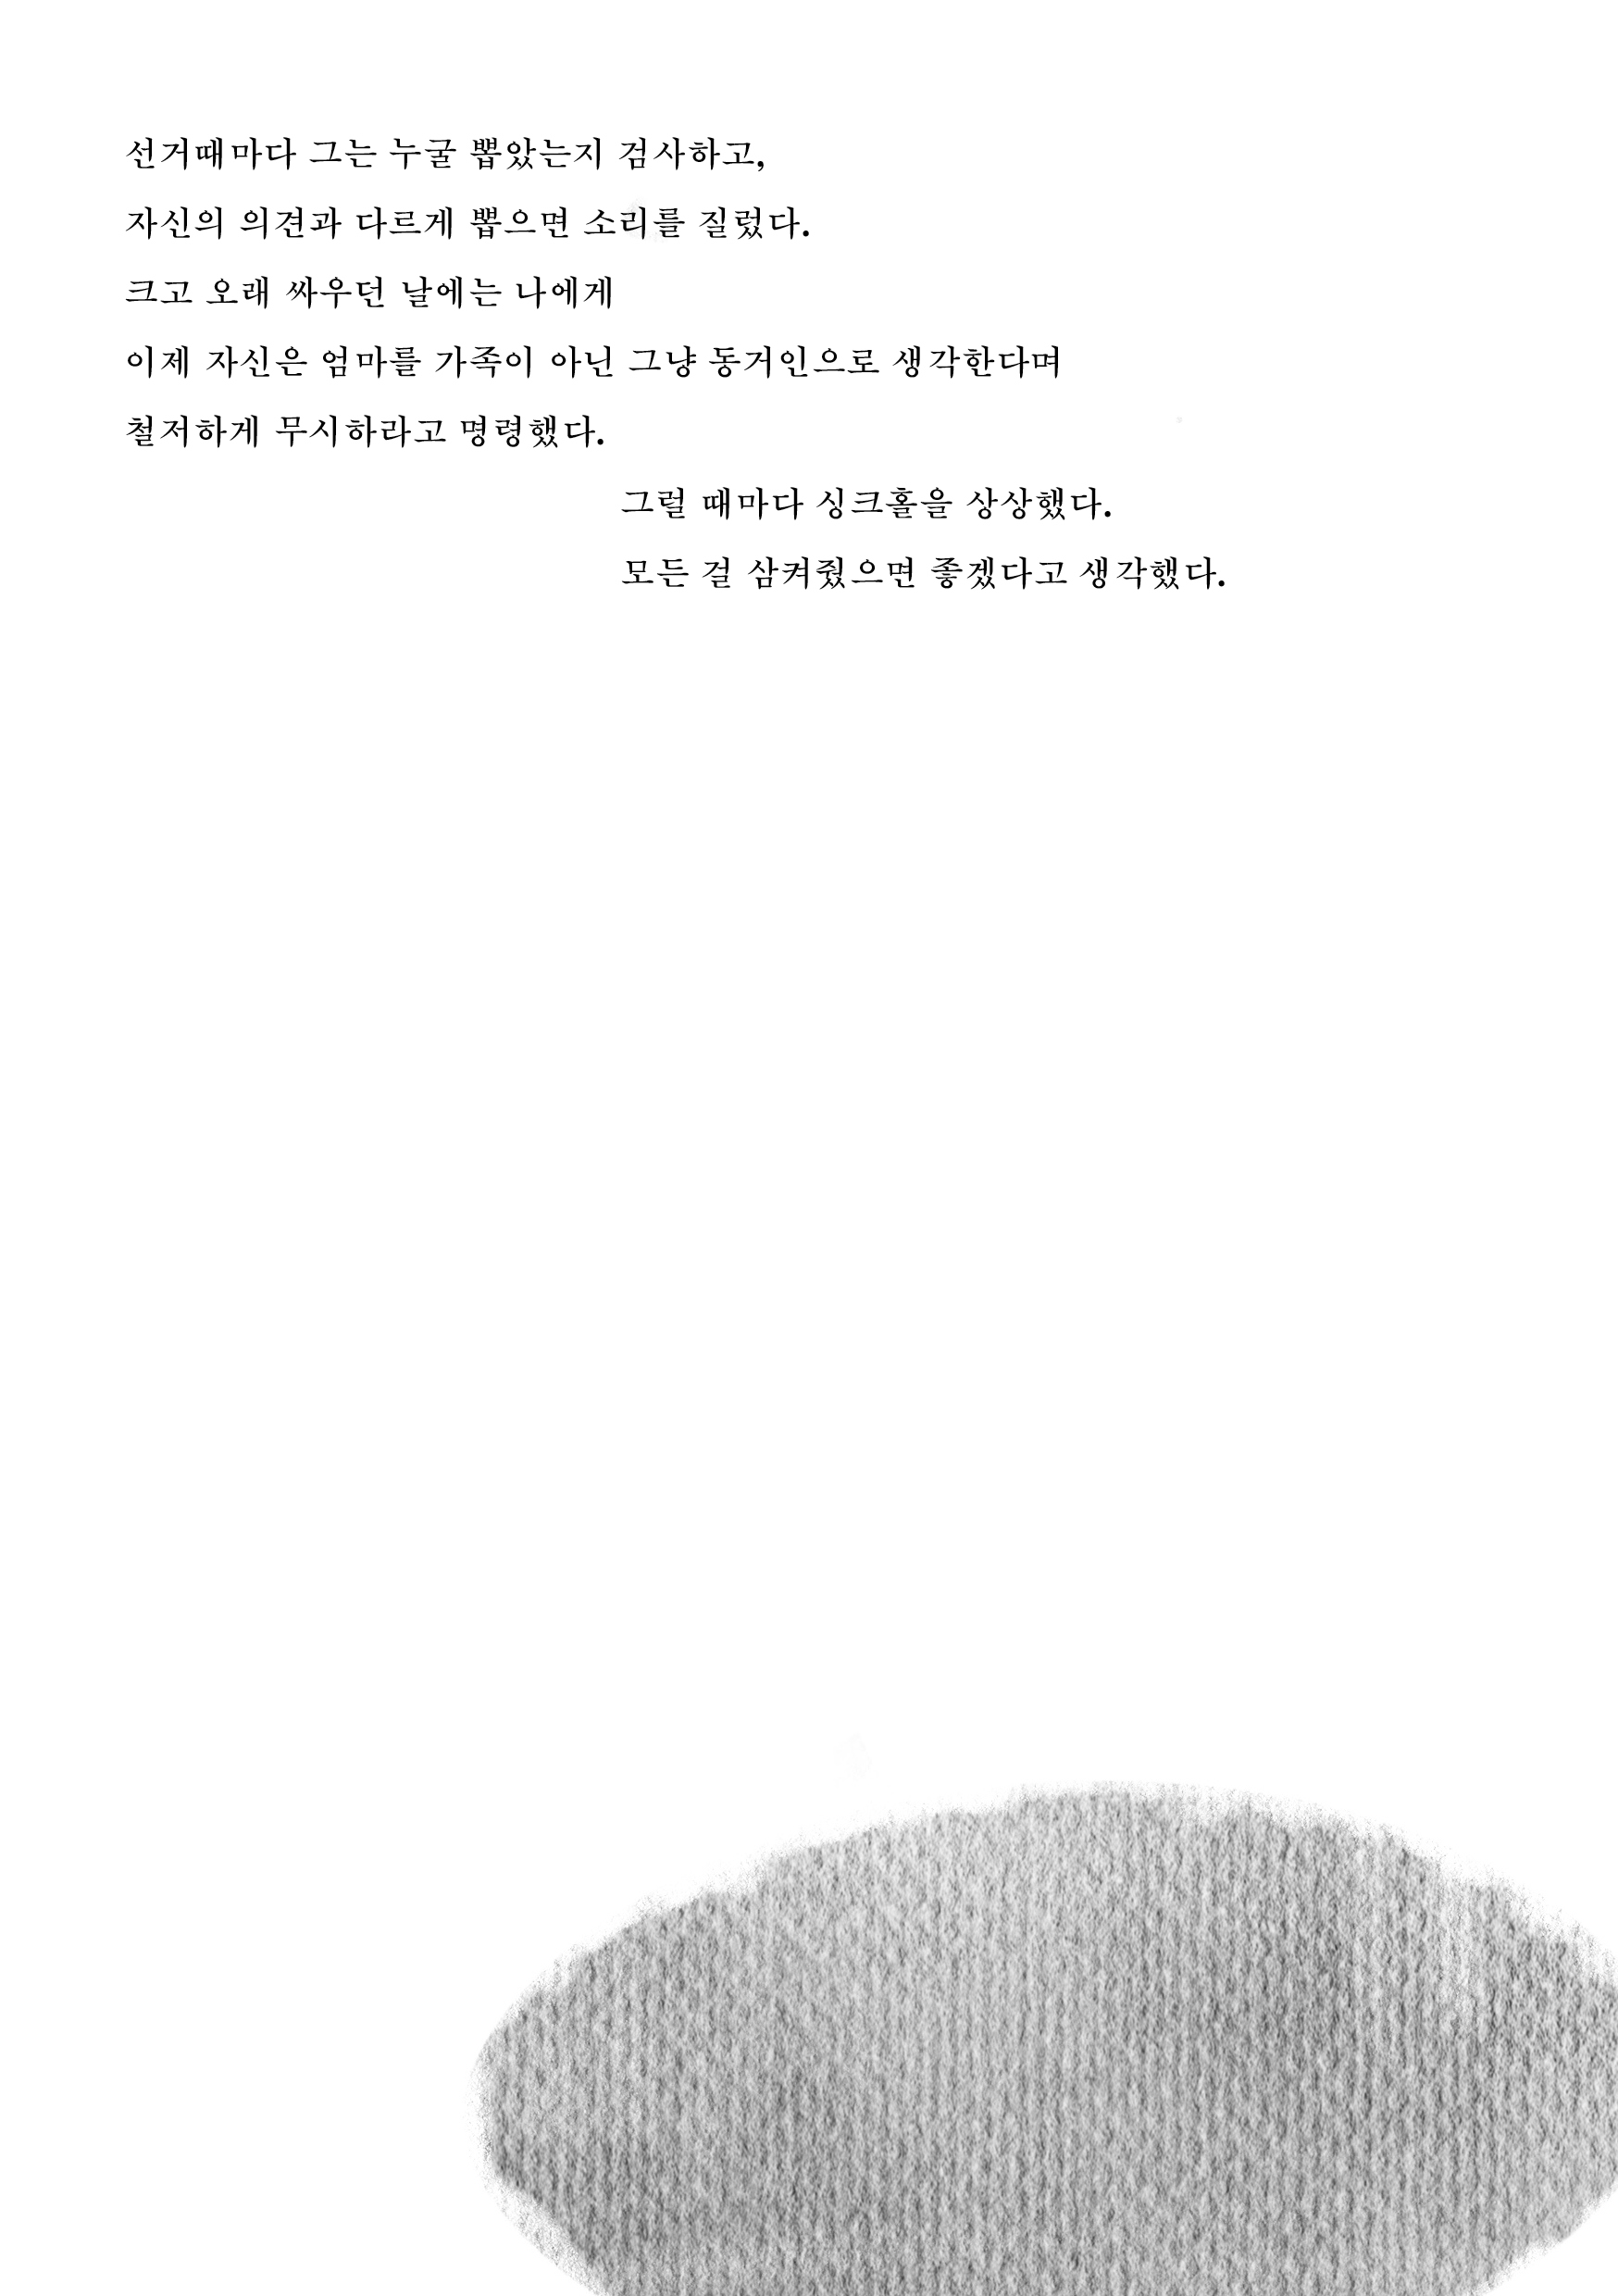 선거때마다 그는 누굴 뽑았는지 검사하고,
자신의 의견과 다르게 뽑으면 소리를 질렀다.
크고 오래 싸우던 날에는 나에게
이제 자신은 엄마를 가족이 아닌 그냥 동거인으로 생각한다며
철저하게 무시하라고 명령했다.
그럴 때마다 싱크홀을 상상했다.
모든 걸 삼켜줬으면 좋겠다고 생각했다.